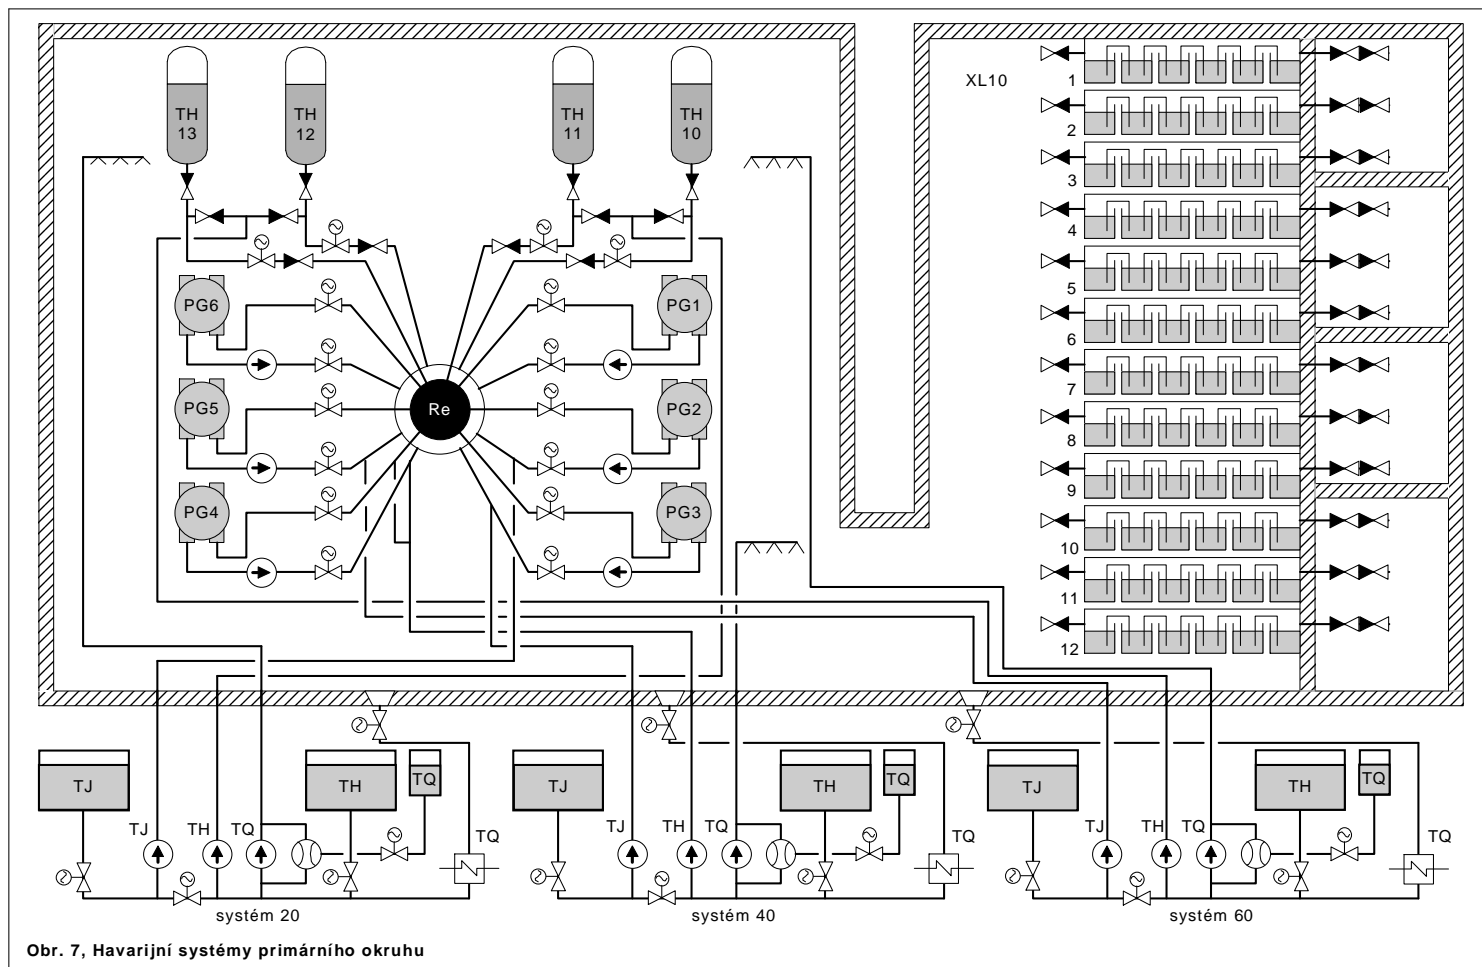 TH 13
TH 12
TH 11
TH 10
XL10
1
2
3
4
5
6
7
8
9
10
11
12
PG6
PG1
PG5
Re
PG2
PG4
PG3
TJ
TH
TQ
TJ
TH
TQ
TJ
TH
TQ
TJ
TH
TQ
TQ
TJ
TH
TQ
TQ
TJ
TH
TQ
TQ
systém 20
systém 40
systém 60
Obr. 7, Havarijní systémy primárního okruhu